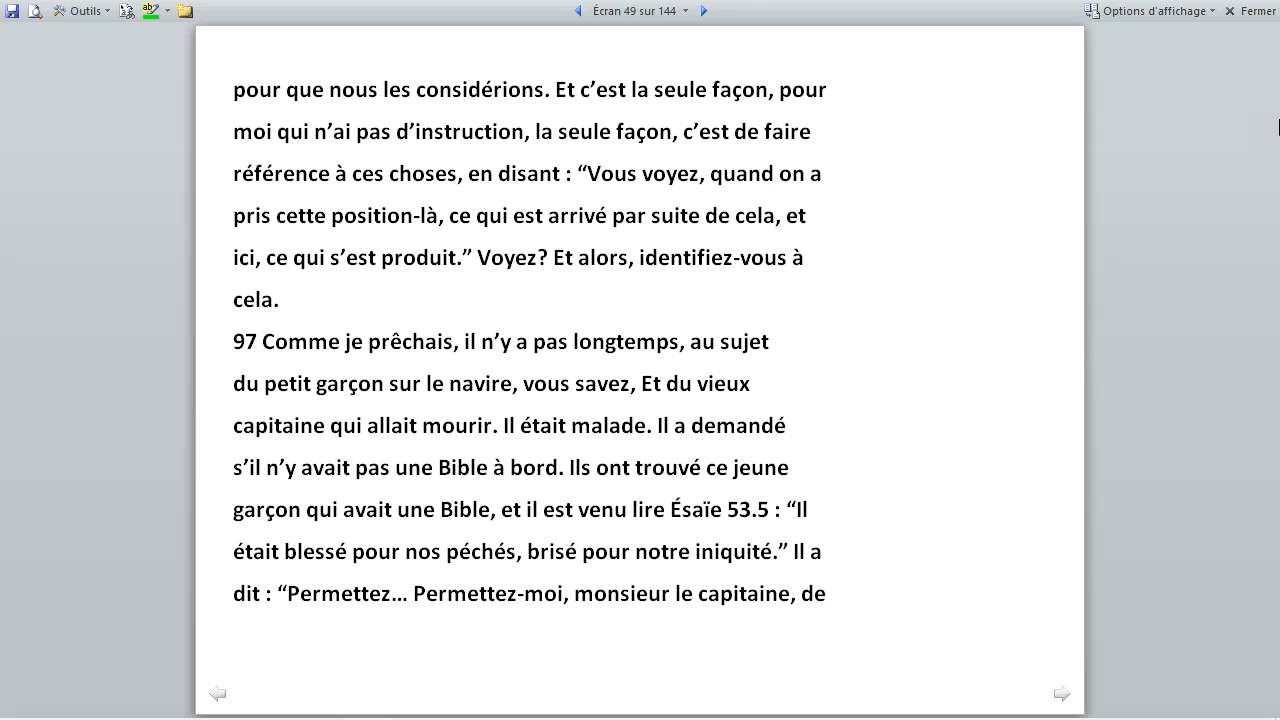 Outils
Écran 49 sur 144
Options d'affichage
Fermer
pour que nous les considérions. Et c’est la seule façon, pour
moi qui n’ai pas d’instruction, la seule façon, c’est de faire
référence à ces choses, en disant : “Vous voyez, quand on a
pris cette position-là, ce qui est arrivé par suite de cela, et
ici, ce qui s’est produit.” Voyez? Et alors, identifiez-vous à
cela.
97 Comme je prêchais, il n’y a pas longtemps, au sujet
du petit garçon sur le navire, vous savez, Et du vieux
capitaine qui allait mourir. Il était malade. Il a demandé
s’il n’y avait pas une Bible à bord. Ils ont trouvé ce jeune
garçon qui avait une Bible, et il est venu lire Ésaïe 53.5 : “Il
était blessé pour nos péchés, brisé pour notre iniquité.” Il a
dit : “Permettez… Permettez-moi, monsieur le capitaine, de